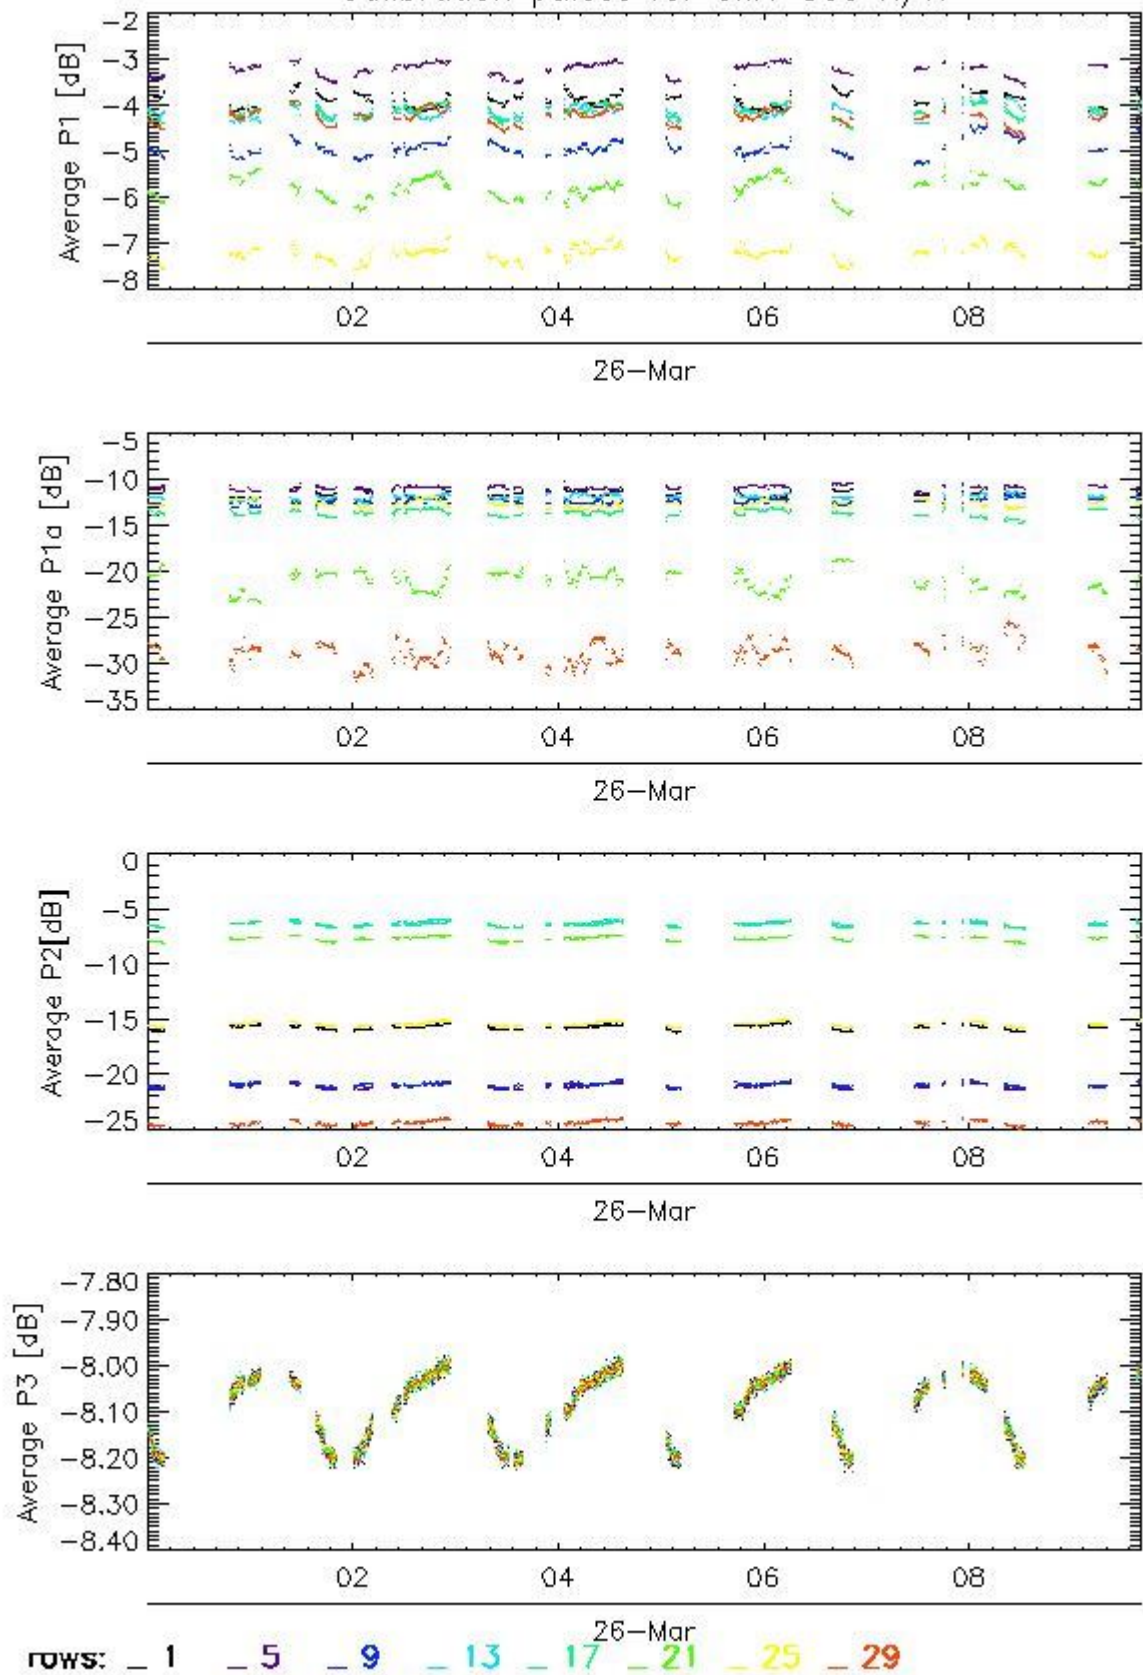 Average P1 [dB]
-2
-3
-4
-5
-6
-7
-8
02 04 06 08
26-Mar
Average P1a [dB]
-5
-10
-15
-20
-25
-30
-35
02 04 06 08
26-Mar
Average P2[dB]
0
-5
-10
-15
-20
-25
02 04 06 08
26-Mar
Average P3 [dB]
-7.80
-7.90
-8.00
-8.10
-8.20
-8.30
-8.40
02 04 06 08
26-Mar
rows: _ 1 _ 5 _ 9 _ 13 _ 17 _ 21 _ 25 _ 29